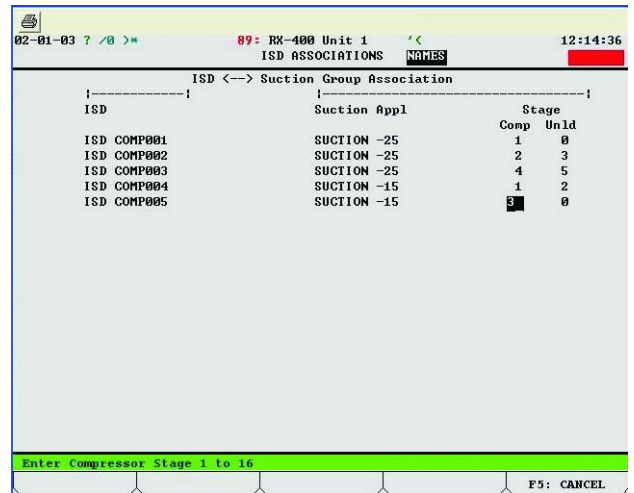 02-01-03 ? /0 >* 89: RX-400 Unit 1 '< 12:14:36
ISD ASSOCIATIONS NAMES
ISD <--> Suction Group Association
ISD Suction Appl Stage
Comp Unld
ISD COMP001 SUCTION -25 1 0
ISD COMP002 SUCTION -25 2 3
ISD COMP003 SUCTION -25 4 5
ISD COMP004 SUCTION -15 1 2
ISD COMP005 SUCTION -15 3 0
Enter Compressor Stage 1 to 16
F5: CANCEL